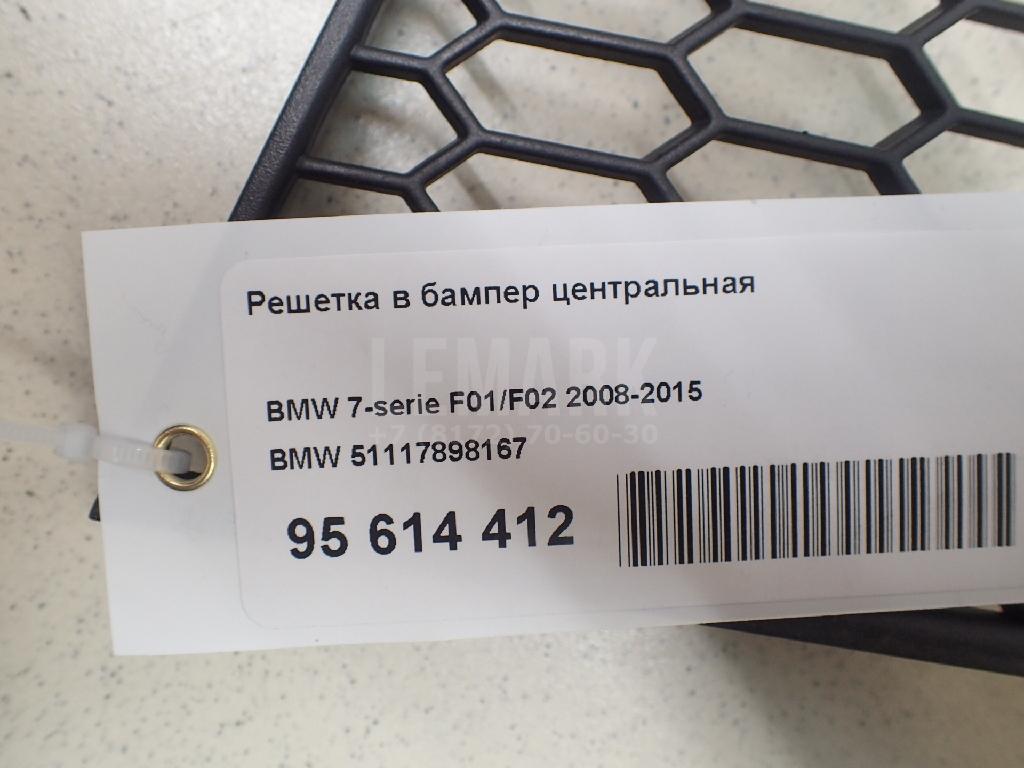 Решетка в бампер центральная
LEMARK
BMW 7-serie F01/F02 2008-2015
+7 (8172) 70-60-30
BMW 51117898167
95 614 412